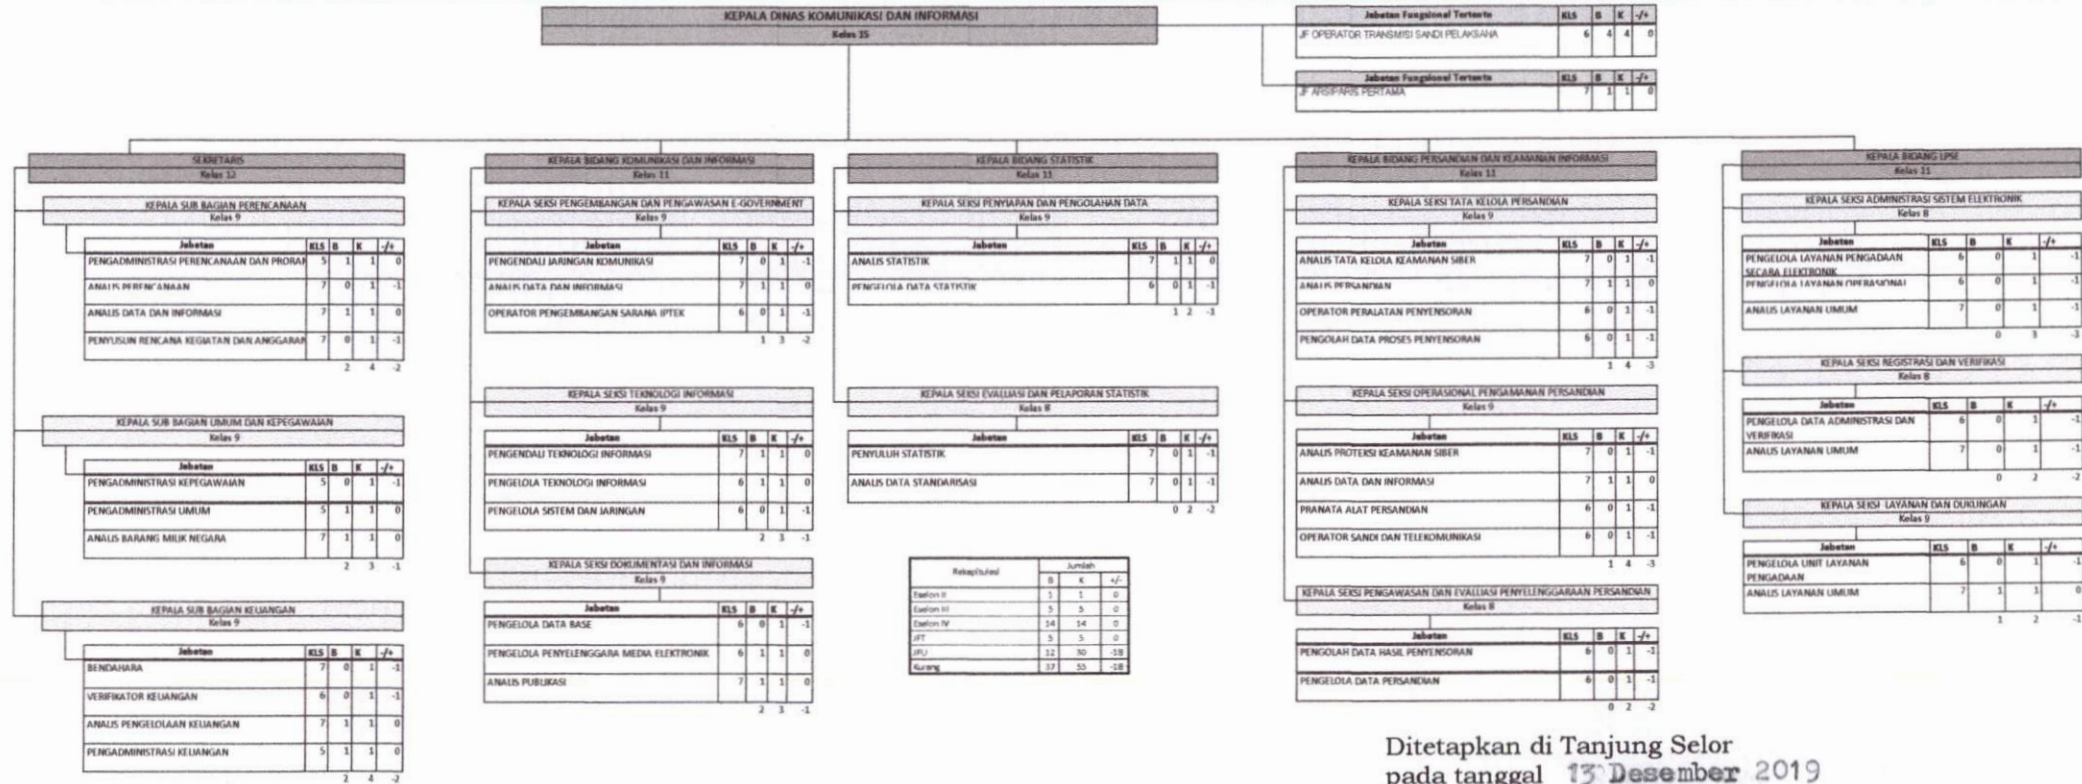 KEPALA DINAS KOMUNIKASI DAN INFORMASI
Kelas 15
Jabatan Fungsional Tertentu KLS B K -/+
JF OPERATOR TRANSMISI SANDI PELAKSANA 6 4 4 0
Jabatan Fungsional Tertentu KLS B K -/+
JF ARSIPARIS PERTAMA 7 1 1 0
SEKRETARIS
Kelas 12
KEPALA SUB BAGIAN PERENCANAAN
Kelas 9
Jabatan KLS B K -/+
PENGADMINISTRASI PERENCANAAN DAN PRORAM 5 1 1 0
ANALIS PERENCANAAN 7 0 1 -1
ANALIS DATA DAN INFORMASI 7 1 1 0
PENYUSUN RENCANA KEGIATAN DAN ANGGARAN 7 0 1 -1
2 4 -2
KEPALA SUB BAGIAN UMUM DAN KEPEGAWAIAN
Kelas 9
Jabatan KLS B K -/+
PENGADMINISTRASI KEPEGAWAIAN 5 0 1 -1
PENGADMINISTRASI UMUM 5 1 1 0
ANALIS BARANG MILIK NEGARA 7 1 1 0
2 3 -1
KEPALA SUB BAGIAN KEUANGAN
Kelas 9
Jabatan KLS B K -/+
BENDAHARA 7 0 1 -1
VERIFIKATOR KEUANGAN 6 0 1 -1
ANALIS PENGELOLAAN KEUANGAN 7 1 1 0
PENGADMINISTRASI KEUANGAN 5 1 1 0
2 4 -2
KEPALA BIDANG KOMUNIKASI DAN INFORMASI
Kelas 11
KEPALA SEKSI PENGEMBANGAN DAN PENGAWASAN E-GOVERNMENT
Kelas 9
Jabatan KLS B K -/+
PENGENDALI JARINGAN KOMUNIKASI 7 0 1 -1
ANALIS DATA DAN INFORMASI 7 1 1 0
OPERATOR PENGEMBANGAN SARANA IPTEK 6 0 1 -1
1 3 -2
KEPALA SEKSI TEKNOLOGI INFORMASI
Kelas 9
Jabatan KLS B K -/+
PENGENDALI TEKNOLOGI INFORMASI 7 1 1 0
PENGELOLA TEKNOLOGI INFORMASI 6 1 1 0
PENGELOLA SISTEM DAN JARINGAN 6 0 1 -1
2 3 -1
KEPALA SEKSI DOKUMENTASI DAN INFORMASI
Kelas 9
Jabatan KLS B K -/+
PENGELOLA DATA BASE 6 0 1 -1
PENGELOLA PENYELENGGARA MEDIA ELEKTRONIK 6 1 1 0
ANALIS PUBLIKASI 7 1 1 0
2 3 -1
KEPALA BIDANG STATISTIK
Kelas 11
KEPALA SEKSI PENYIAPAN DAN PENGOLAHAN DATA
Kelas 9
Jabatan KLS B K -/+
ANALIS STATISTIK 7 1 1 0
PENGELOLA DATA STATISTIK 6 0 1 -1
1 2 -1
KEPALA SEKSI EVALUASI DAN PELAPORAN STATISTIK
Kelas 8
Jabatan KLS B K -/+
PENYULUH STATISTIK 7 0 1 -1
ANALIS DATA STANDARISASI 7 0 1 -1
0 2 -2
Rekapitulasi Jumlah
B K +/-
Eselon II 1 1 0
Eselon III 5 5 0
Eselon IV 14 14 0
JFT 5 5 0
JFU 12 30 -18
Kurang 37 55 -18
KEPALA BIDANG PERSANDIAN DAN KEAMANAN INFORMASI
Kelas 11
KEPALA SEKSI TATA KELOLA PERSANDIAN
Kelas 9
Jabatan KLS B K -/+
ANALIS TATA KELOLA KEAMANAN SIBER 7 0 1 -1
ANALIS PERSANDIAN 7 1 1 0
OPERATOR PERALATAN PENYENSORAN 6 0 1 -1
PENGOLAH DATA PROSES PENYENSORAN 6 0 1 -1
1 4 -3
KEPALA SEKSI OPERASIONAL PENGAMANAN PERSANDIAN
Kelas 9
Jabatan KLS B K -/+
ANALIS PROTEKSI KEAMANAN SIBER 7 0 1 -1
ANALIS DATA DAN INFORMASI 7 1 1 0
PRANATA ALAT PERSANDIAN 6 0 1 -1
OPERATOR SANDI DAN TELEKOMUNIKASI 6 0 1 -1
1 4 -3
KEPALA SEKSI PENGAWASAN DAN EVALUASI PENYELENGGARAAN PERSANDIAN
Kelas 8
Jabatan KLS B K -/+
PENGOLAH DATA HASIL PENYENSORAN 6 0 1 -1
PENGELOLA DATA PERSANDIAN 6 0 1 -1
0 2 -2
KEPALA BIDANG LPSE
Kelas 11
KEPALA SEKSI ADMINISTRASI SISTEM ELEKTRONIK
Kelas 8
Jabatan KLS B K -/+
PENGELOLA LAYANAN PENGADAAN 6 0 1 -1
SECARA ELEKTRONIK
PENGELOLA LAYANAN OPERASIONAL 6 0 1 -1
ANALIS LAYANAN UMUM 7 0 1 -1
0 3 -3
KEPALA SEKSI REGISTRASI DAN VERIFIKASI
Kelas 8
Jabatan KLS B K -/+
PENGELOLA DATA ADMINISTRASI DAN 6 0 1 -1
VERIFIKASI
ANALIS LAYANAN UMUM 7 0 1 -1
0 2 -2
KEPALA SEKSI LAYANAN DAN DUKUNGAN
Kelas 9
Jabatan KLS B K -/+
PENGELOLA UNIT LAYANAN 6 0 1 -1
PENGADAAN
ANALIS LAYANAN UMUM 7 1 1 0
1 2 -1
Ditetapkan di Tanjung Selor
pada tanggal 13 Desember 2019